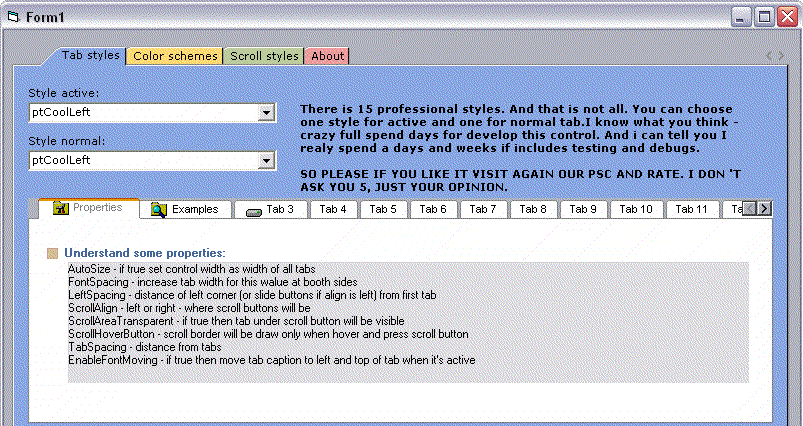 Form1
Tab styles Color schemes Scroll styles About
Style active:
ptCoolLeft
Style normal:
ptCoolLeft
There is 15 professional styles. And that is not all. You can choose
one style for active and one for normal tab.I know what you think -
crazy full spend days for develop this control. And i can tell you I
realy spend a days and weeks if includes testing and debugs.
SO PLEASE IF YOU LIKE IT VISIT AGAIN OUR PSC AND RATE. I DON 'T
ASK YOU 5, JUST YOUR OPINION.
Properties Examples Tab 3 Tab 4 Tab 5 Tab 6 Tab 7 Tab 8 Tab 9 Tab 10 Tab 11 Ta
Understand some properties:
AutoSize - if true set control width as width of all tabs
FontSpacing - increase tab width for this walue at booth sides
LeftSpacing - distance of left corner (or slide buttons if align is left) from first tab
ScrollAlign - left or right - where scroll buttons will be
ScrollAreaTransparent - if true then tab under scroll button will be visible
ScrollHoverButton - scroll border will be draw only when hover and press scroll button
TabSpacing - distance from tabs
EnableFontMoving - if true then move tab caption to left and top of tab when it's active